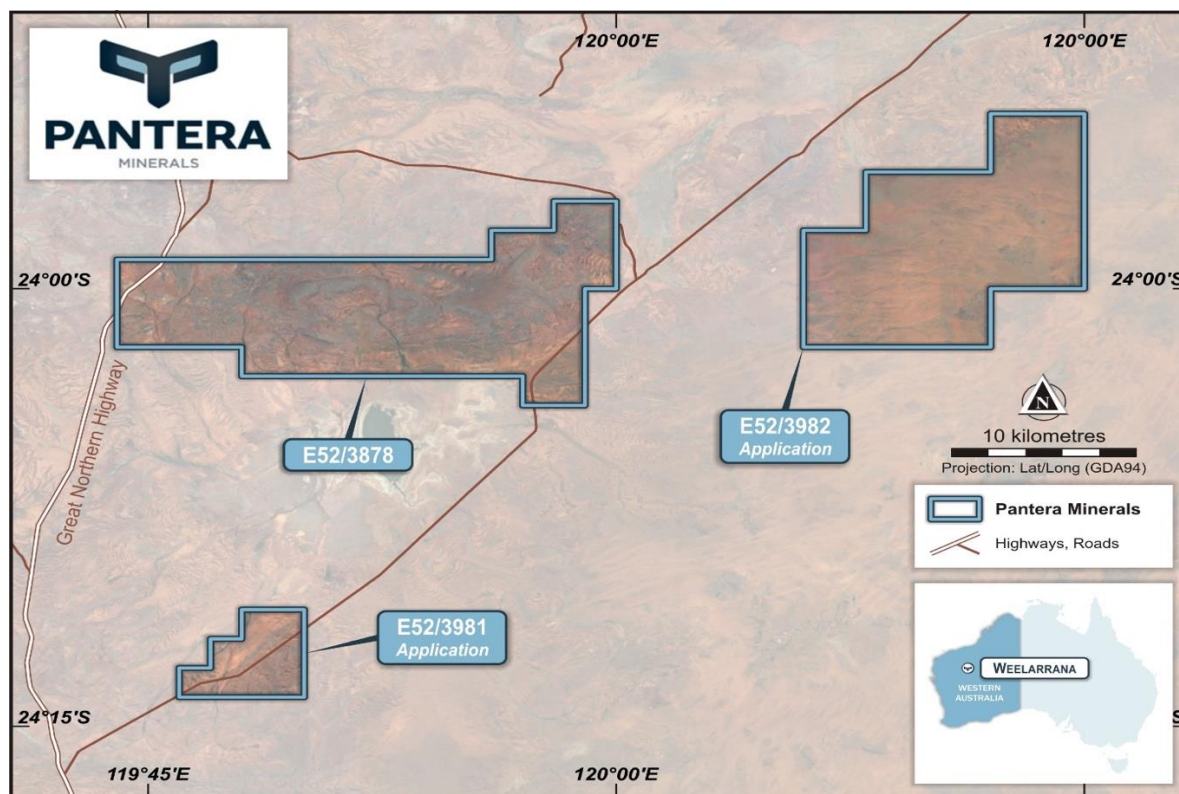 120°00'E
120°00'E
PANTERA
MINERALS
24°00'S
24°00'S
Great Northern Highway
E52/3878
E52/3982
Application
N
10 kilometres
Projection: Lat/Long (GDA94)
Pantera Minerals
Highways, Roads
E52/3981
Application
WEELARRANA
WESTERN
AUSTRALIA
24°15'S
S
119°45'E
120°00'E